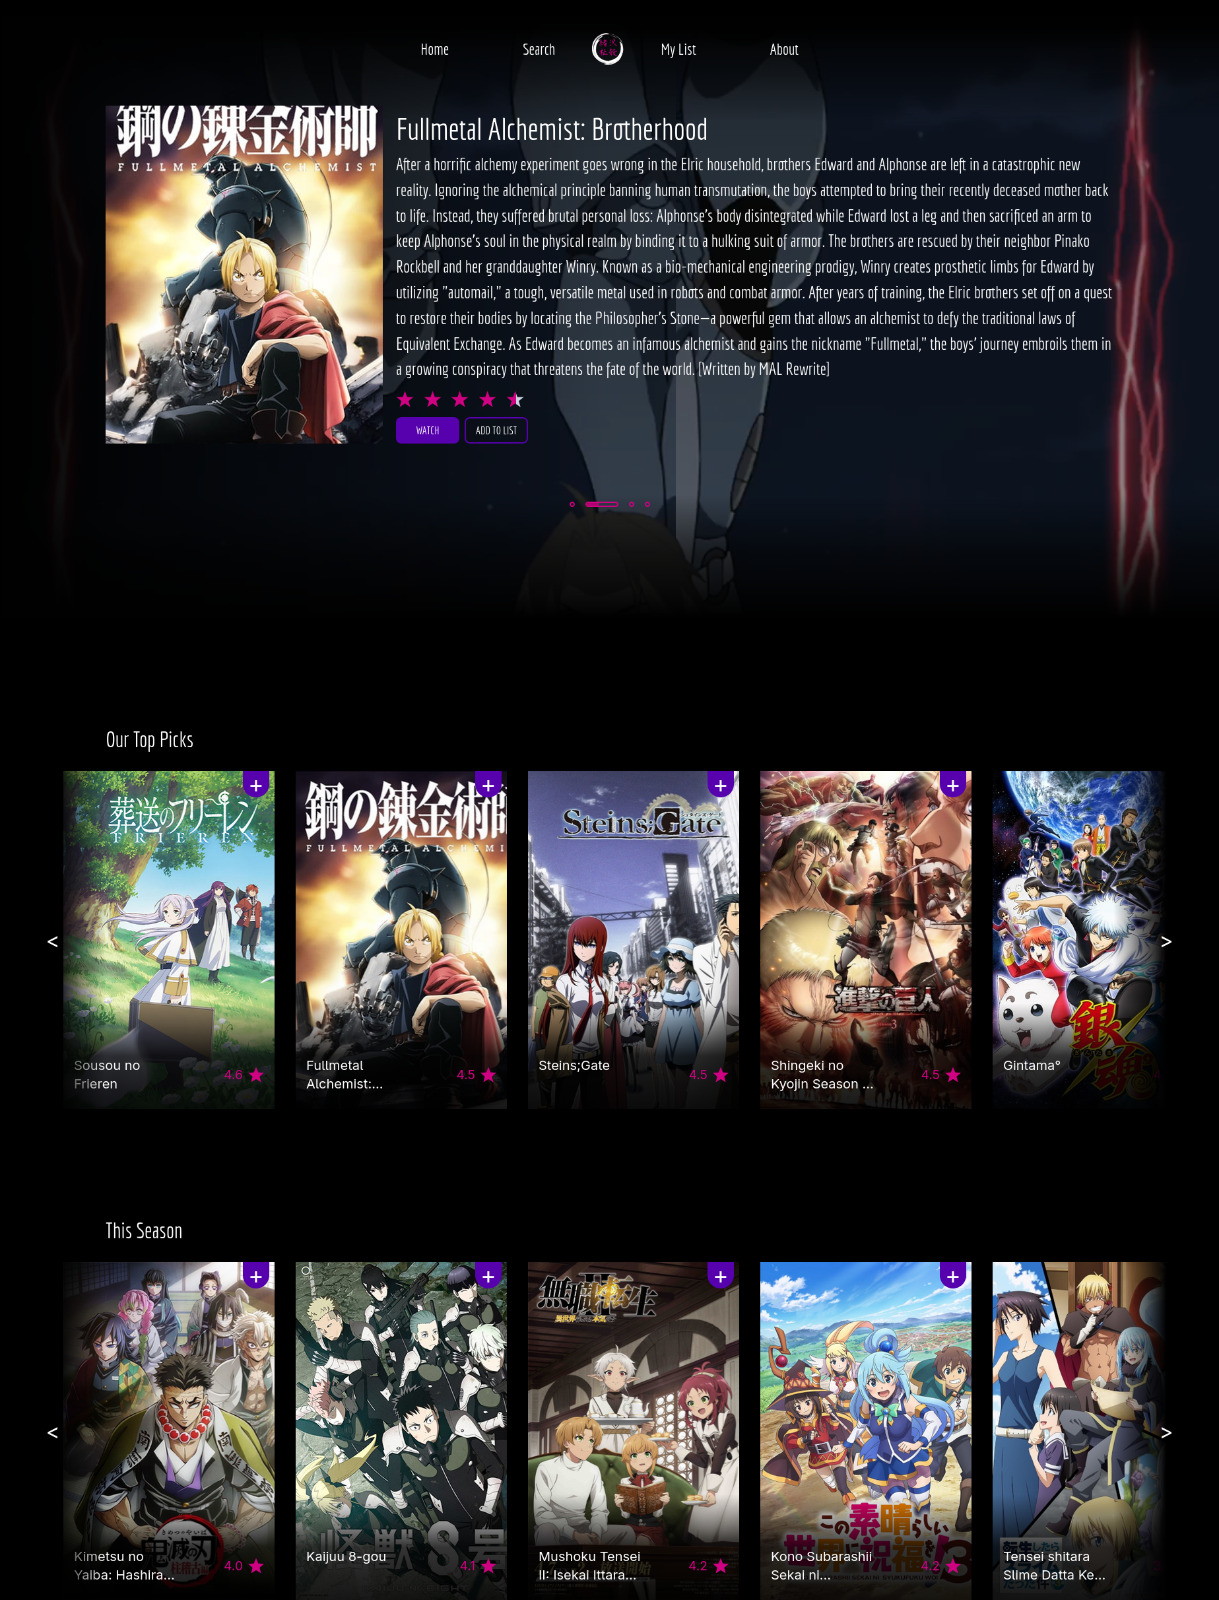 Home
Search
My List
About
鋼の錬金術師
FULLMETAL ALCHEMIST
Fullmetal Alchemist: Brotherhood
After a horrific alchemy experiment goes wrong in the Elric household, brothers Edward and Alphonse are left in a catastrophic new
reality. Ignoring the alchemical principle banning human transmutation, the boys attempted to bring their recently deceased mother back
to life. Instead, they suffered brutal personal loss: Alphonse's body disintegrated while Edward lost a leg and then sacrificed an arm to
keep Alphonse's soul in the physical realm by binding it to a hulking suit of armor. The brothers are rescued by their neighbor Pinako
Rockbell and her granddaughter Winry. Known as a bio-mechanical engineering prodigy, Winry creates prosthetic limbs for Edward by
utilizing "automail," a tough, versatile metal used in robots and combat armor. After years of training, the Elric brothers set off on a quest
to restore their bodies by locating the Philosopher's Stone—a powerful gem that allows an alchemist to defy the traditional laws of
Equivalent Exchange. As Edward becomes an infamous alchemist and gains the nickname "Fullmetal," the boys' journey embroils them in
a growing conspiracy that threatens the fate of the world. [Written by MAL Rewrite]
WATCH
ADD TO LIST
Our Top Picks
+
+
+
+
葬送のフリーレン
FRIEREN
鋼の錬金術師
FULLMETAL ALCHEMI
Steins;Gate
進撃の巨人
3
銀魂
<
>
Sousou no
Frieren
4.6
Fullmetal
Alchemist:...
4.5
Steins;Gate
4.5
Shingeki no
Kyojin Season ...
4.5
Gintama°
This Season
+
+
+
+
無職転生
<
>
この素晴らしい
世界に祝福を!3
怪獣8号
Kimetsu no
Yaiba: Hashira...
4.0
Kaijuu 8-gou
4.1
Mushoku Tensei
II: Isekai Ittara...
4.2
Kono Subarashii
Sekai ni...
4.2
Tensei shitara
Slime Datta Ke...